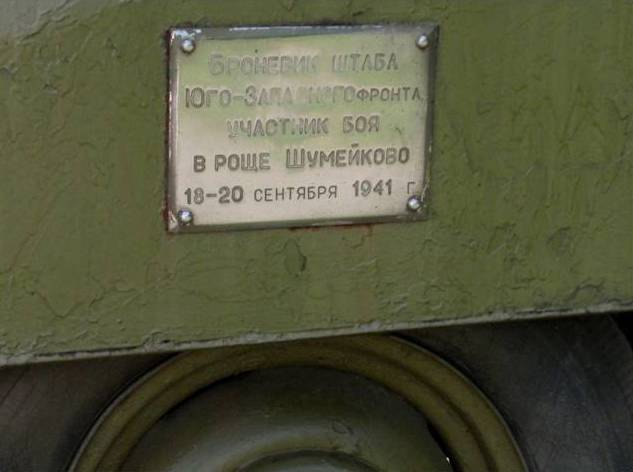 Броневик штаба
Юго-Западного фронта
участник боя
в роще Шумейково
18-20 сентября 1941 г.